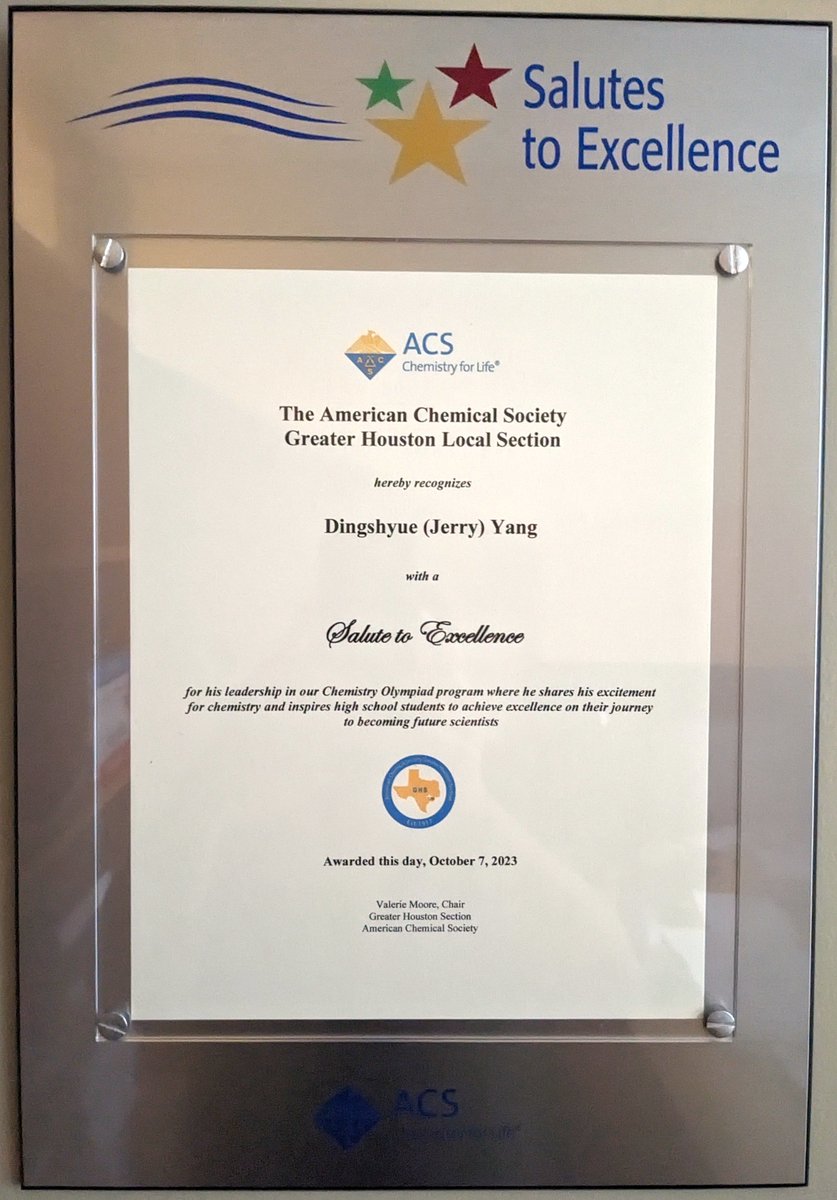 Salutes
to Excellence
A C S
ACS
Chemistry for Life®
The American Chemical Society
Greater Houston Local Section
hereby recognizes
Dingshyue (Jerry) Yang
with a
Salute to Excellence
for his leadership in our Chemistry Olympiad program where he shares his excitement
for chemistry and inspires high school students to achieve excellence on their journey
to becoming future scientists
GHS
Awarded this day, October 7, 2023
Valerie Moore, Chair
Greater Houston Section
American Chemical Society
ACS
Chemistry for Life®